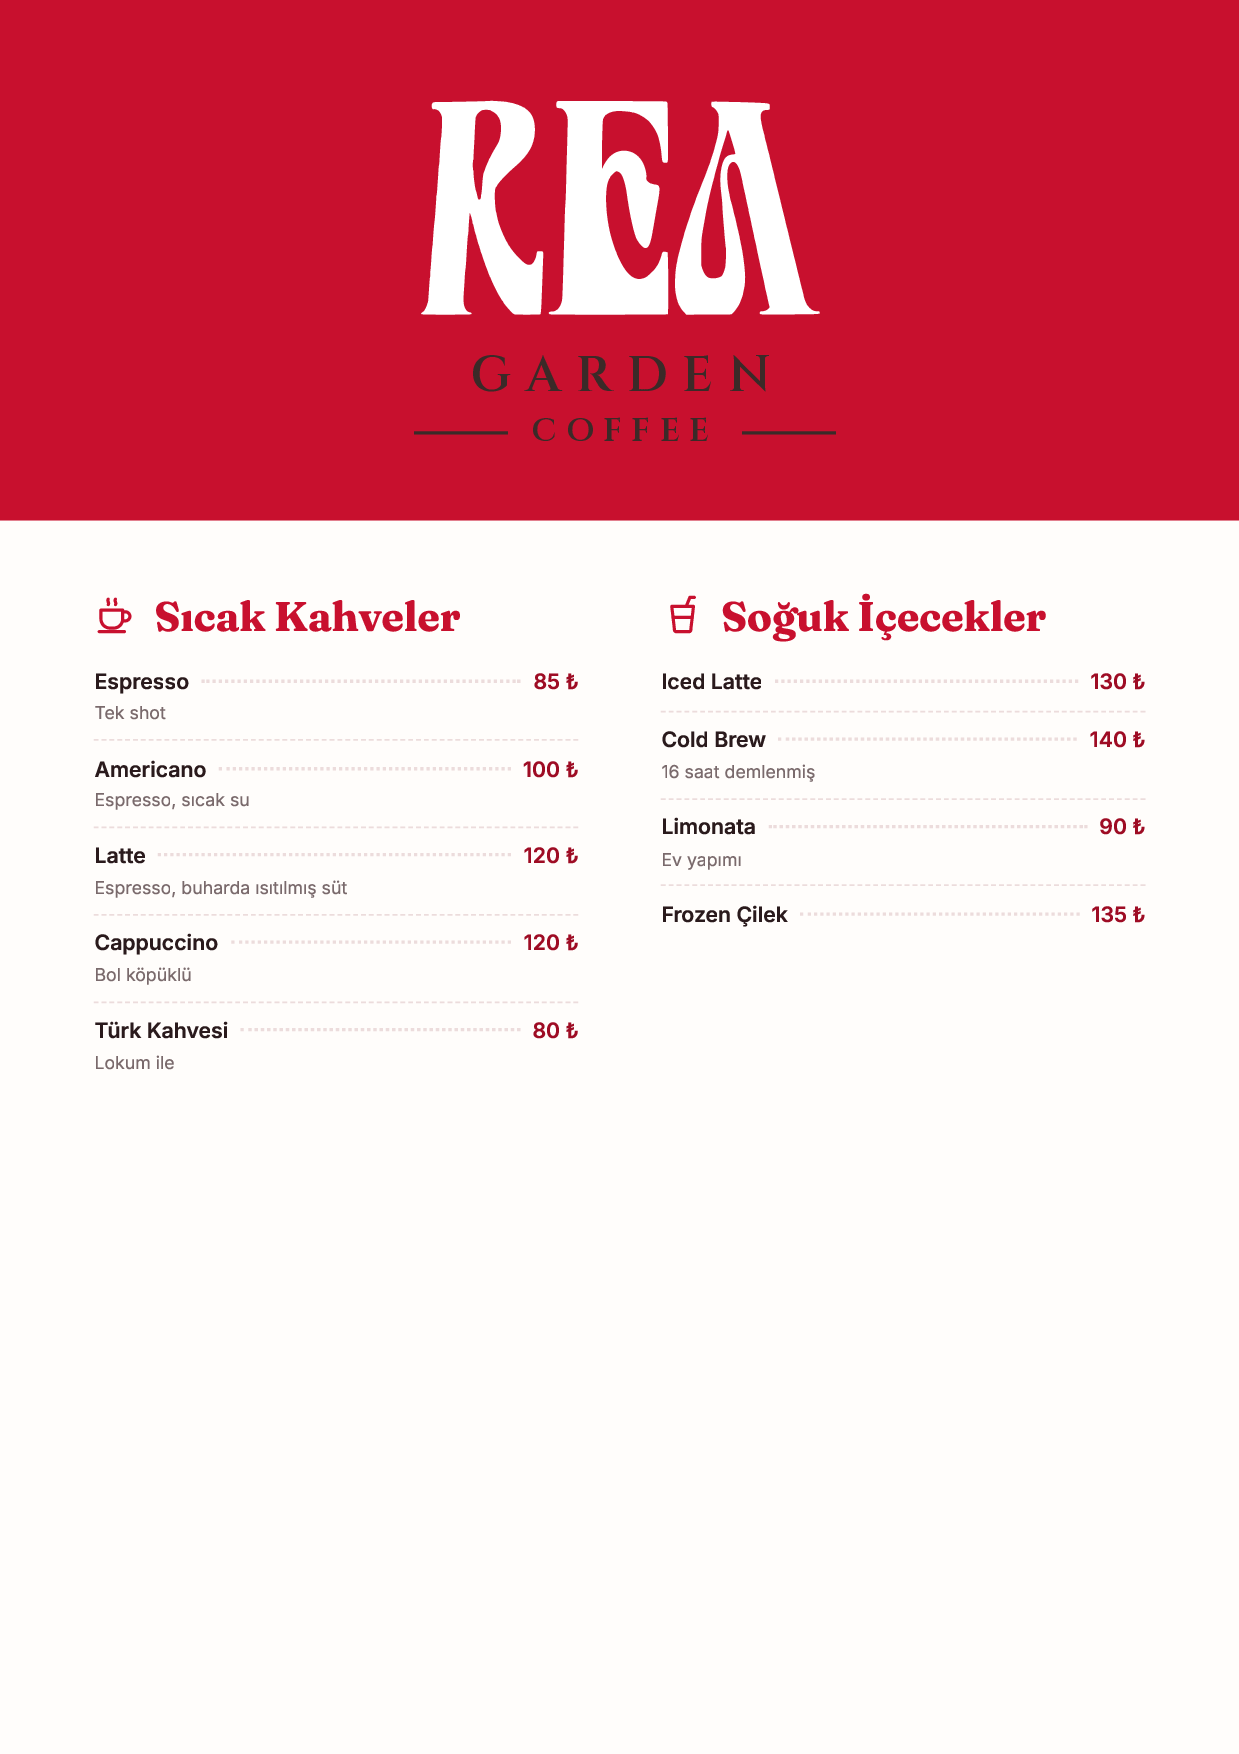 REA
GARDEN
COFFEE
Sıcak Kahveler
Espresso 85 ₺
Tek shot
Americano 100 ₺
Espresso, sıcak su
Latte 120 ₺
Espresso, buharda ısıtılmış süt
Cappuccino 120 ₺
Bol köpüklü
Türk Kahvesi 80 ₺
Lokum ile
Soğuk İçecekler
Iced Latte 130 ₺
Cold Brew 140 ₺
16 saat demlenmiş
Limonata 90 ₺
Ev yapımı
Frozen Çilek 135 ₺